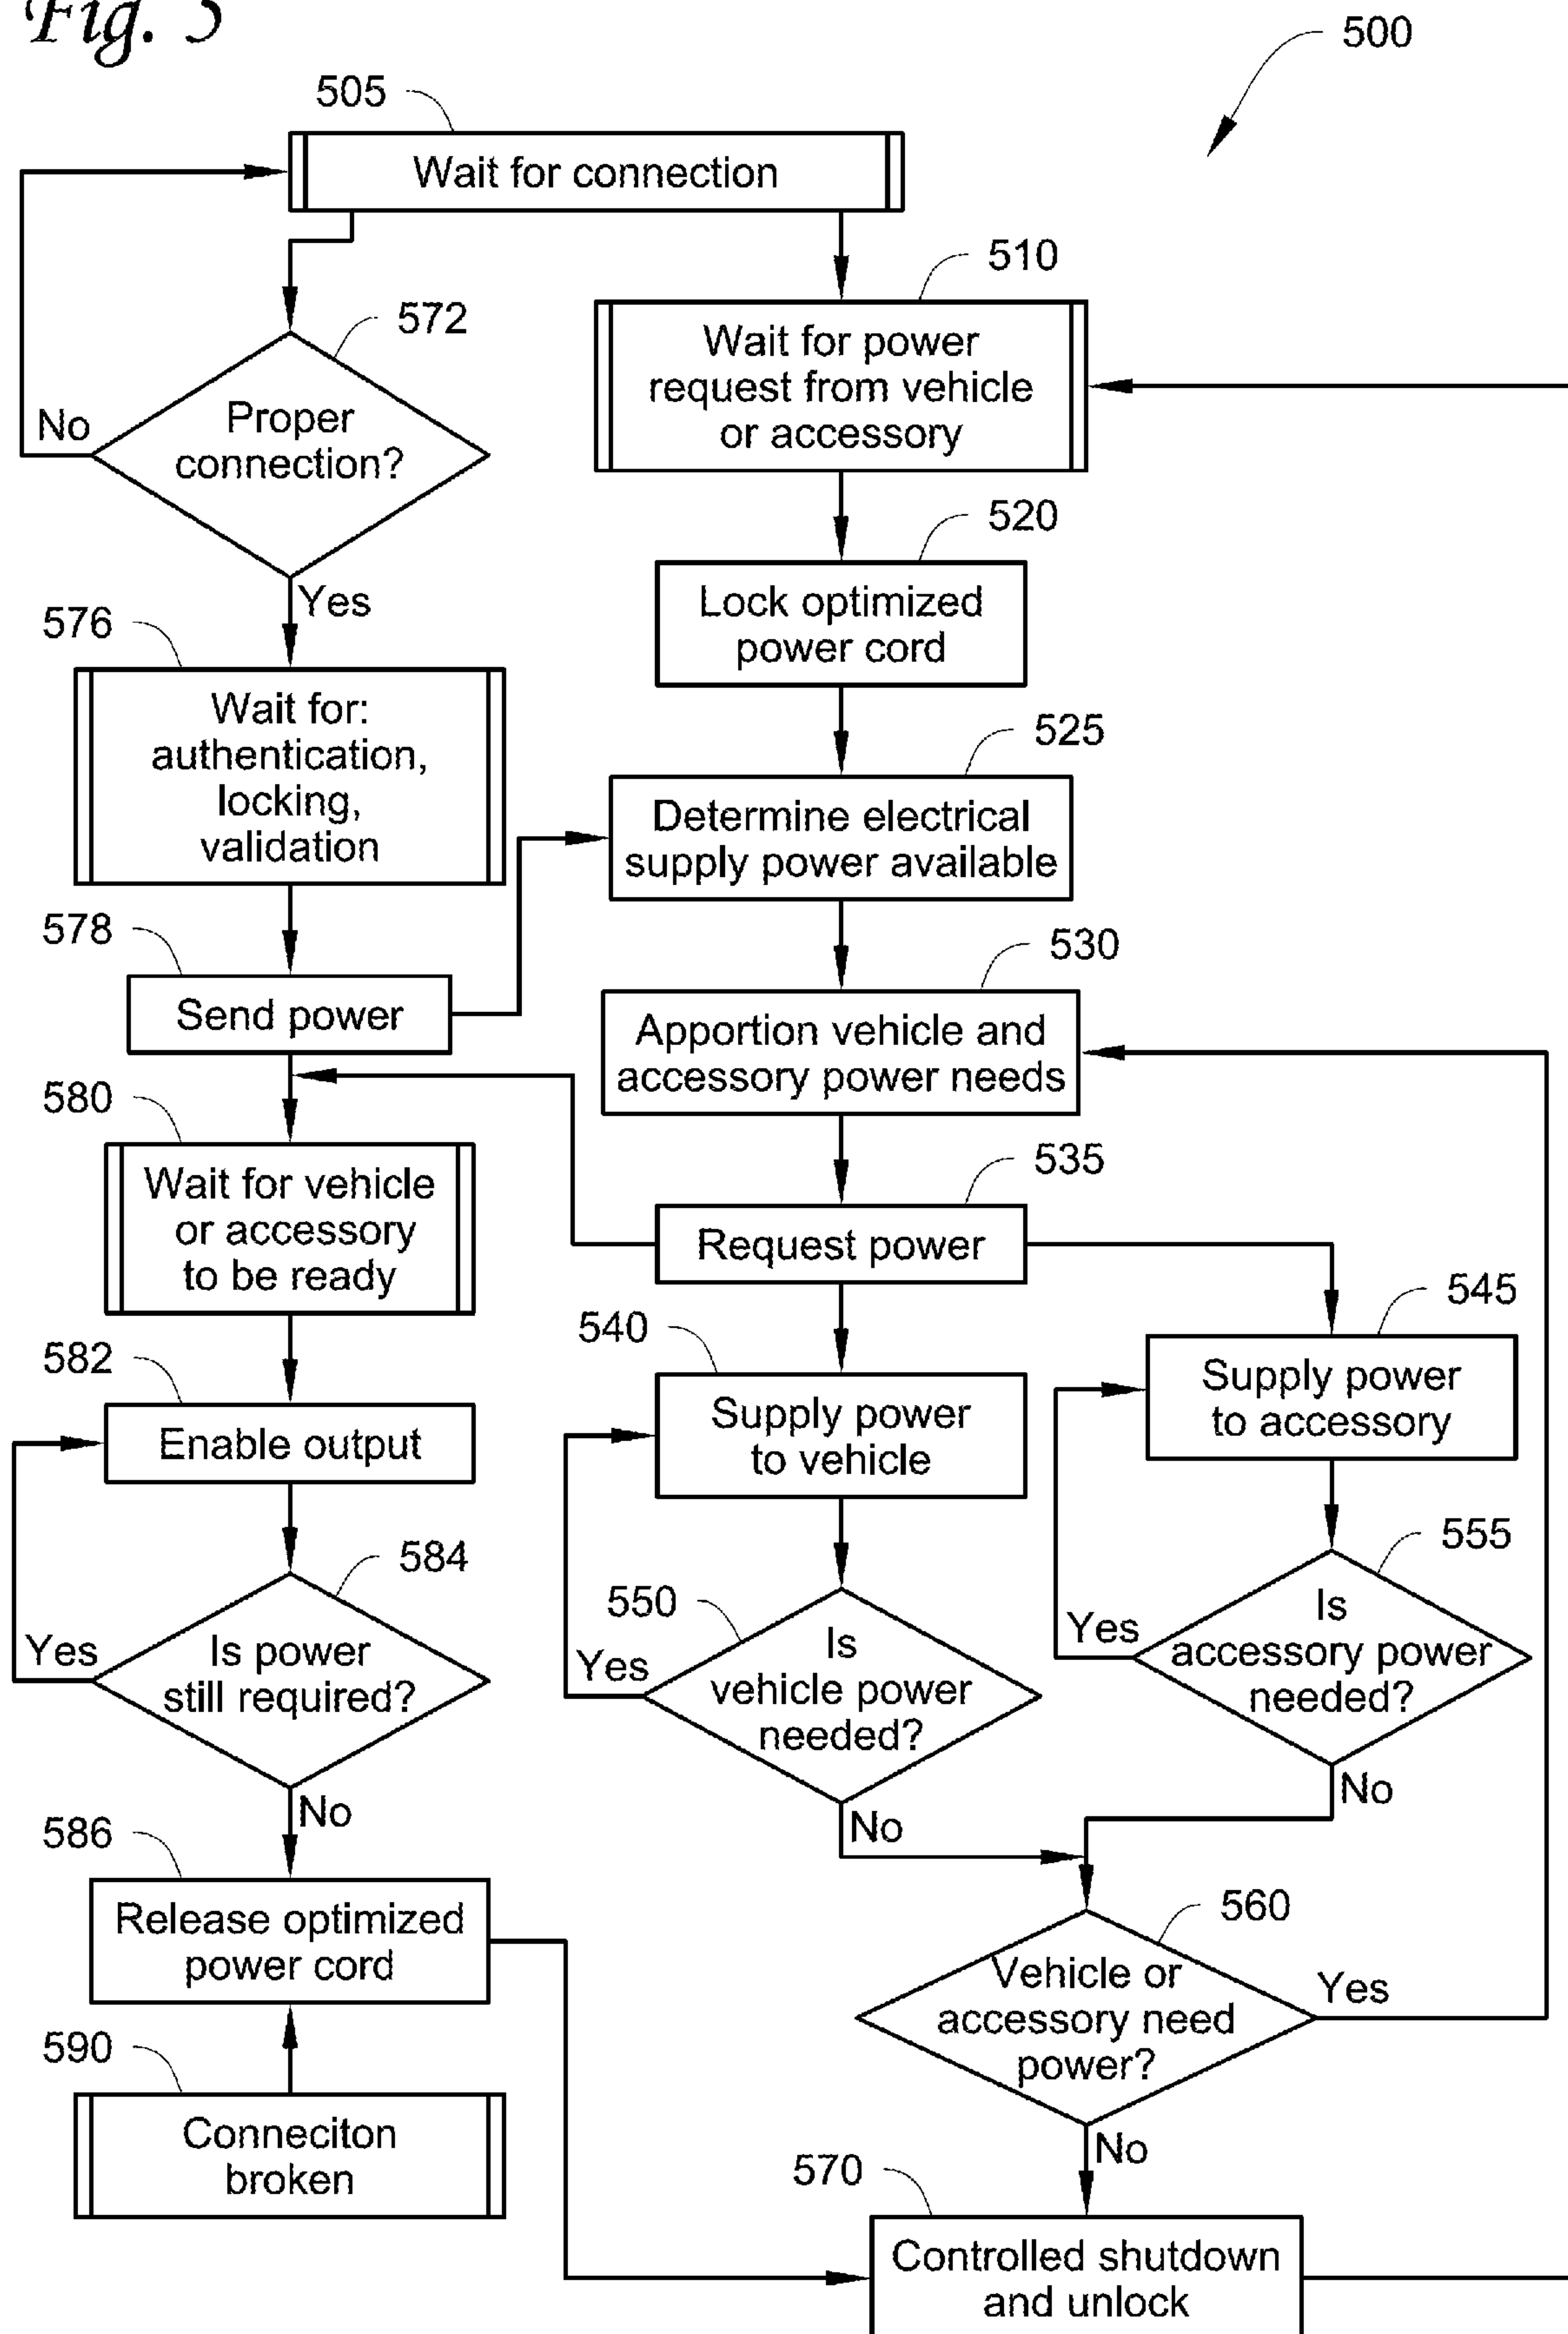 Fig. 5
500
505
Wait for connection
510
Wait for power
request from vehicle
or accessory
572
Proper
connection?
No
Yes
520
Lock optimized
power cord
576
Wait for:
authentication,
locking,
validation
525
Determine electrical
supply power available
578
Send power
530
Apportion vehicle and
accessory power needs
580
Wait for vehicle
or accessory
to be ready
535
Request power
540
Supply power
to vehicle
545
Supply power
to accessory
582
Enable output
584
Is power
still required?
Yes
No
550
Is
vehicle power
needed?
Yes
No
555
Is
accessory power
needed?
Yes
No
586
Release optimized
power cord
560
Vehicle or
accessory need
power?
Yes
No
590
Conneciton
broken
570
Controlled shutdown
and unlock